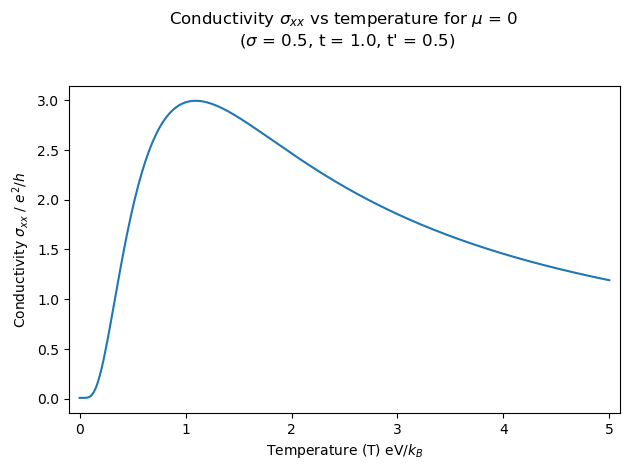 Conductivity σxx vs temperature for μ = 0
(σ = 0.5, t = 1.0, t' = 0.5)
3.0
2.5
2.0
1.5
1.0
0.5
0.0
Conductivity σxx / e²/h
0 1 2 3 4 5
Temperature (T) eV/kB